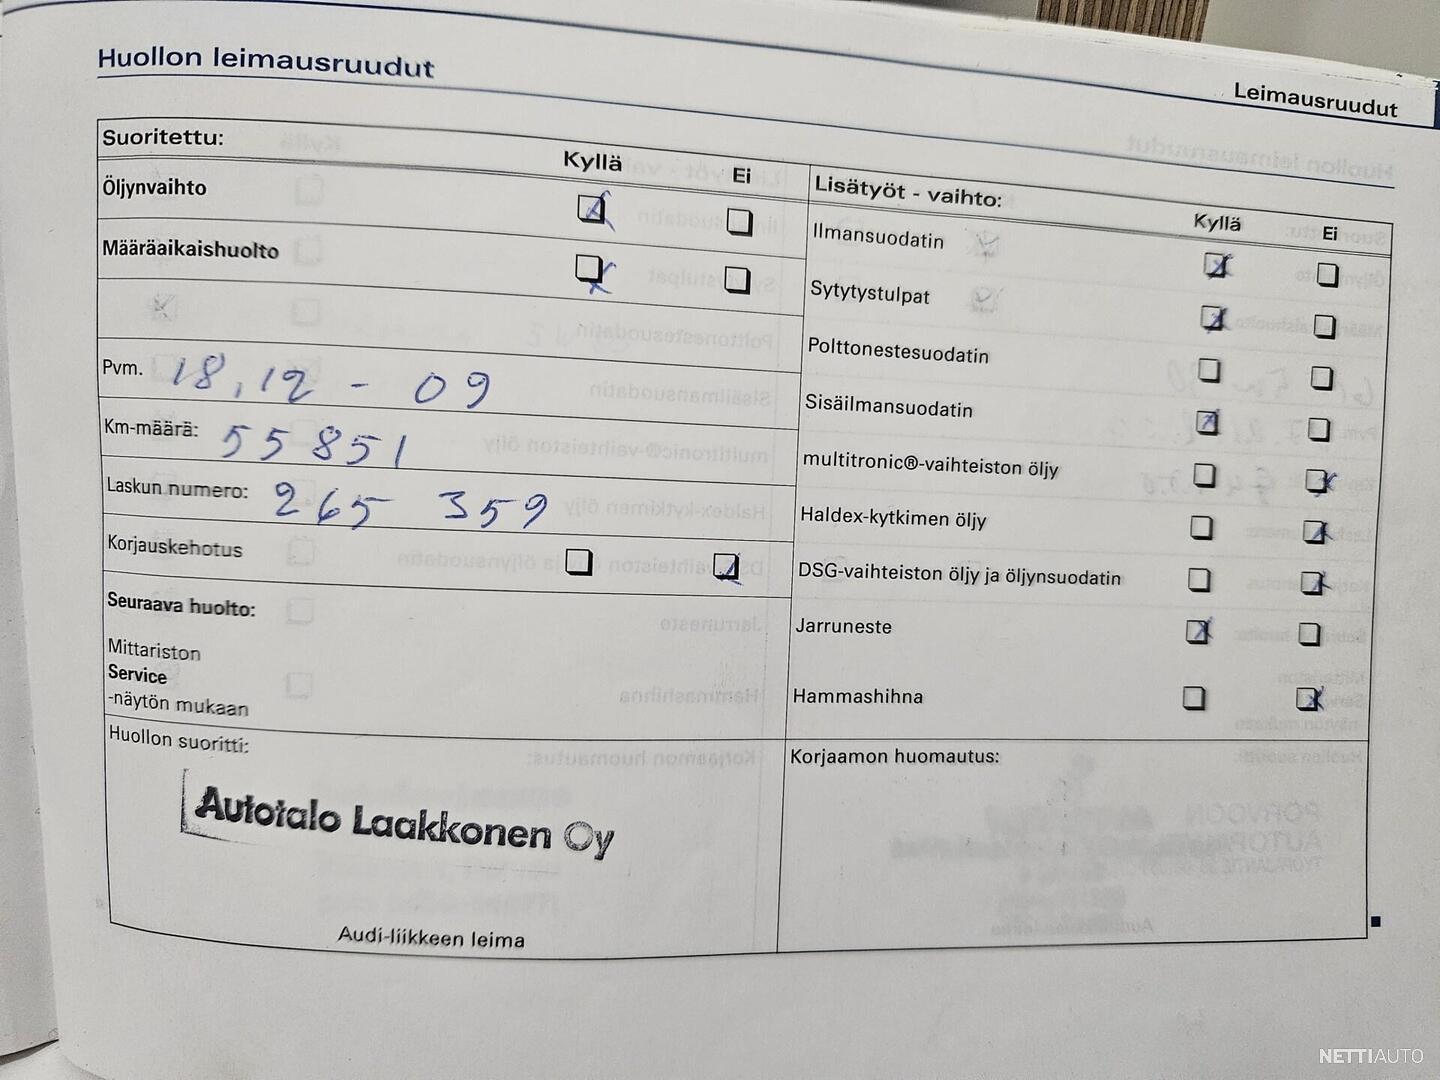 Huollon leimausruudut
Leimausruudut
Suoritettu:
Kyllä
Ei
Öljynvaihto
Määräaikaishuolto
Pvm. 18.12 - 09
Km-määrä: 55851
Laskun numero: 265 359
Korjauskehotus
Seuraava huolto:
Mittariston
Service
-näytön mukaan
Huollon suoritti:
Autotalo Laakkonen Oy
Audi-liikkeen leima
Lisätyöt - vaihto:
Kyllä
Ei
Ilmansuodatin
Sytytystulpat
Polttonestesuodatin
Sisäilmansuodatin
multitronic®-vaihteiston öljy
Haldex-kytkimen öljy
DSG-vaihteiston öljy ja öljynsuodatin
Jarruneste
Hammashihna
Korjaamon huomautus:
NETTIAUTO